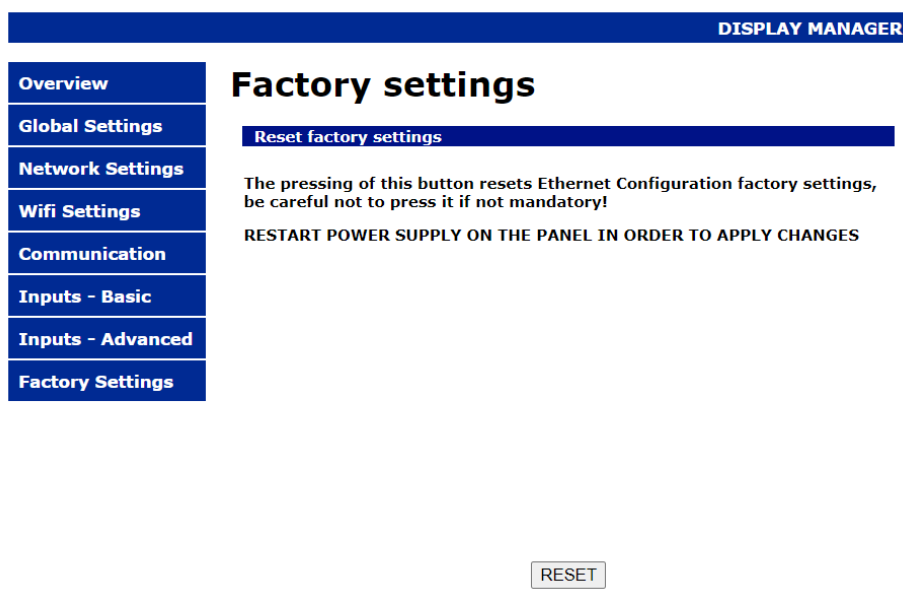 DISPLAY MANAGER
Overview
Global Settings
Network Settings
Wifi Settings
Communication
Inputs - Basic
Inputs - Advanced
Factory Settings
Factory settings
Reset factory settings
The pressing of this button resets Ethernet Configuration factory settings,
be careful not to press it if not mandatory!
RESTART POWER SUPPLY ON THE PANEL IN ORDER TO APPLY CHANGES
RESET